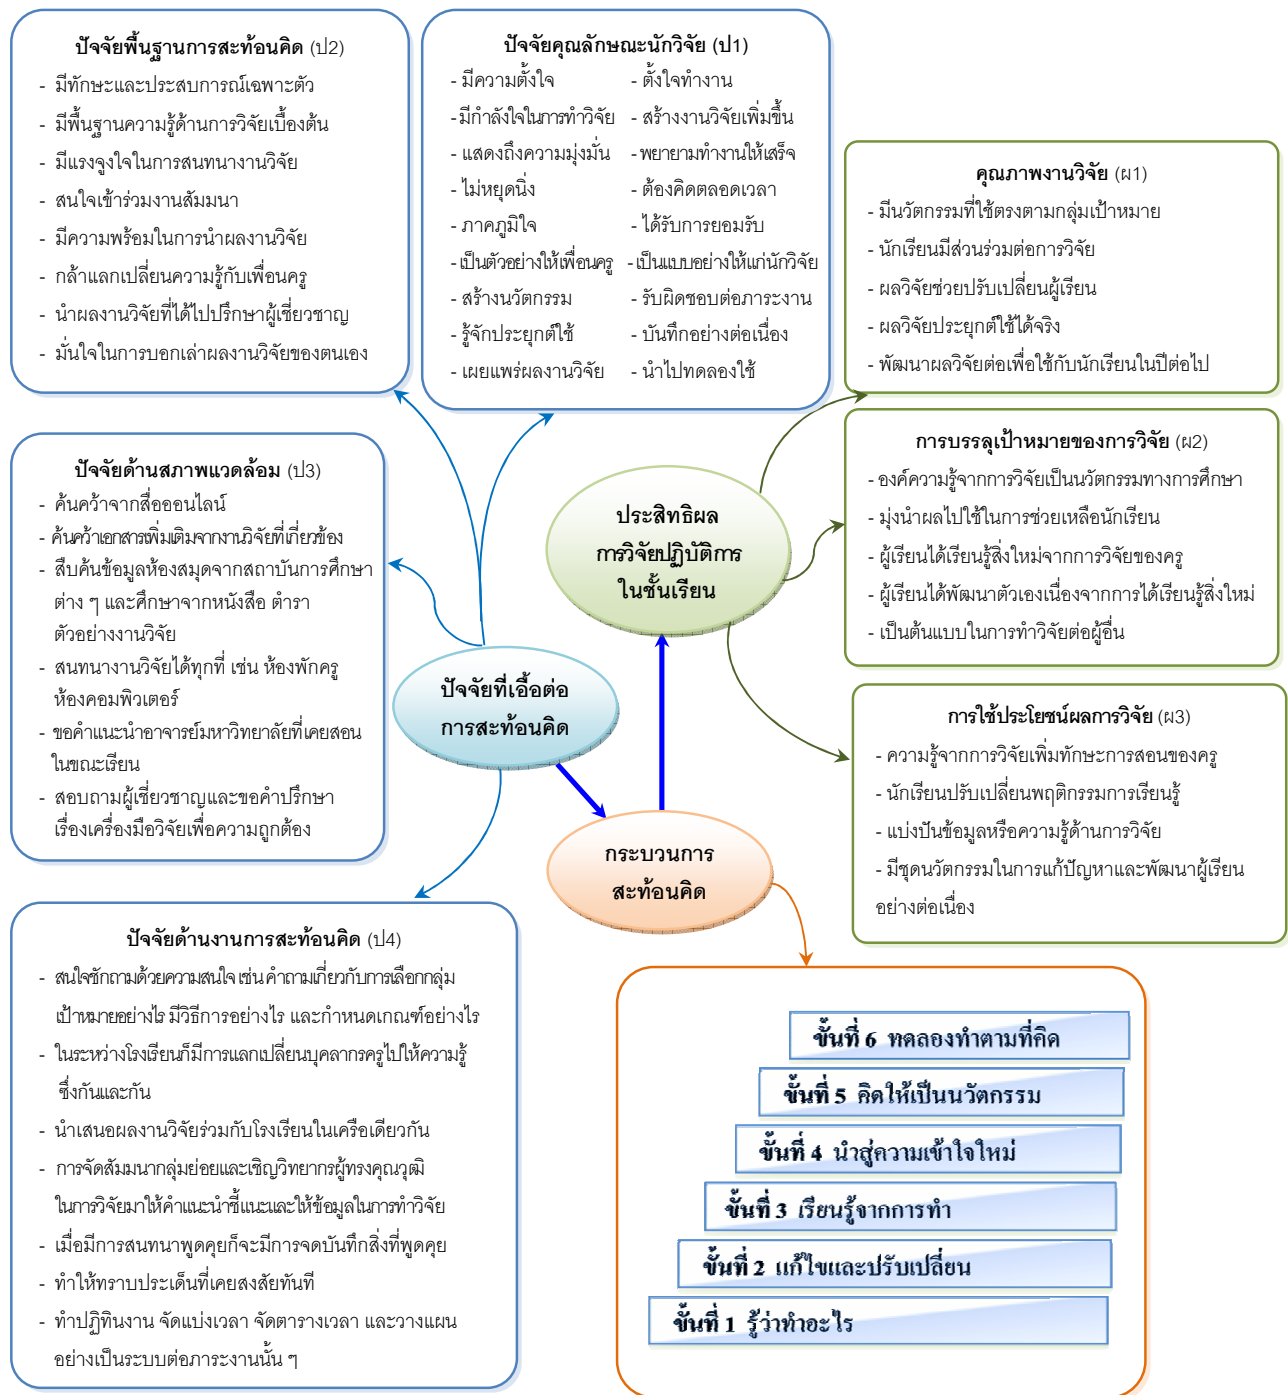 ปัจจัยพื้นฐานการสะท้อนคิด (ป2)
- มีทักษะและประสบการณ์เฉพาะตัว
- มีพื้นฐานความรู้ด้านการวิจัยเบื้องต้น
- มีแรงจูงใจในการสนทนางานวิจัย
- สนใจเข้าร่วมงานสัมมนา
- มีความพร้อมในการนำผลงานวิจัย
- กล้าแลกเปลี่ยนความรู้กับเพื่อนครู
- นำผลงานวิจัยที่ได้ไปปรึกษาผู้เชี่ยวชาญ
- มั่นใจในการบอกเล่าผลงานวิจัยของตนเอง
ปัจจัยคุณลักษณะนักวิจัย (ป1)
- มีความตั้งใจ - ตั้งใจทำงาน
- มีกำลังใจในการทำวิจัย - สร้างงานวิจัยเพิ่มขึ้น
- แสดงถึงความมุ่งมั่น - พยายามทำงานให้เสร็จ
- ไม่หยุดนิ่ง - ต้องคิดตลอดเวลา
- ภาคภูมิใจ - ได้รับการยอมรับ
- เป็นตัวอย่างให้เพื่อนครู - เป็นแบบอย่างให้แก่นักวิจัย
- สร้างนวัตกรรม - รับผิดชอบต่อภาระงาน
- รู้จักประยุกต์ใช้ - บันทึกอย่างต่อเนื่อง
- เผยแพร่ผลงานวิจัย - นำไปทดลองใช้
คุณภาพงานวิจัย (ผ1)
- มีนวัตกรรมที่ใช้ตรงตามกลุ่มเป้าหมาย
- นักเรียนมีส่วนร่วมต่อการวิจัย
- ผลวิจัยช่วยปรับเปลี่ยนผู้เรียน
- ผลวิจัยประยุกต์ใช้ได้จริง
- พัฒนาผลวิจัยต่อเพื่อใช้กับนักเรียนในปีต่อไป
การบรรลุเป้าหมายของการวิจัย (ผ2)
- องค์ความรู้จากการวิจัยเป็นนวัตกรรมทางการศึกษา
- มุ่งนำผลไปใช้ในการช่วยเหลือนักเรียน
- ผู้เรียนได้เรียนรู้สิ่งใหม่จากการวิจัยของครู
- ผู้เรียนได้พัฒนาตัวเองเนื่องจากการได้เรียนรู้สิ่งใหม่
- เป็นต้นแบบในการทำวิจัยต่อผู้อื่น
การใช้ประโยชน์ผลการวิจัย (ผ3)
- ความรู้จากการวิจัยเพิ่มทักษะการสอนของครู
- นักเรียนปรับเปลี่ยนพฤติกรรมการเรียนรู้
- แบ่งปันข้อมูลหรือความรู้ด้านการวิจัย
- มีชุดนวัตกรรมในการแก้ปัญหาและพัฒนาผู้เรียน
อย่างต่อเนื่อง
ประสิทธิผล
การวิจัยปฏิบัติการ
ในชั้นเรียน
ปัจจัยด้านสภาพแวดล้อม (ป3)
- ค้นคว้าจากสื่อออนไลน์
- ค้นคว้าเอกสารเพิ่มเติมจากงานวิจัยที่เกี่ยวข้อง
- สืบค้นข้อมูลห้องสมุดจากสถาบันการศึกษา
ต่าง ๆ และศึกษาจากหนังสือ ตำรา
ตัวอย่างงานวิจัย
- สนทนางานวิจัยได้ทุกที่ เช่น ห้องพักครู
ห้องคอมพิวเตอร์
- ขอคำแนะนำอาจารย์มหาวิทยาลัยที่เคยสอน
ในขณะเรียน
- สอบถามผู้เชี่ยวชาญและขอคำปรึกษา
เรื่องเครื่องมือวิจัยเพื่อความถูกต้อง
ปัจจัยที่เอื้อต่อ
การสะท้อนคิด
กระบวนการ
สะท้อนคิด
ปัจจัยด้านงานการสะท้อนคิด (ป4)
- สนใจซักถามด้วยความสนใจ เช่น คำถามเกี่ยวกับการเลือกกลุ่ม
เป้าหมายอย่างไร มีวิธีการอย่างไร และกำหนดเกณฑ์อย่างไร
- ในระหว่างโรงเรียนก็มีการแลกเปลี่ยนบุคลากรครูไปให้ความรู้
ซึ่งกันและกัน
- นำเสนอผลงานวิจัยร่วมกับโรงเรียนในเครือเดียวกัน
- การจัดสัมมนากลุ่มย่อยและเชิญวิทยากรผู้ทรงคุณวุฒิ
ในการวิจัยมาให้คำแนะนำชี้แนะและให้ข้อมูลในการทำวิจัย
- เมื่อมีการสนทนาพูดคุยก็จะมีการจดบันทึกสิ่งที่พูดคุย
- ทำให้ทราบประเด็นที่เคยสงสัยทันที
- ทำปฏิทินงาน จัดแบ่งเวลา จัดตารางเวลา และวางแผน
อย่างเป็นระบบต่อภาระงานนั้น ๆ
ขั้นที่ 6 ทดลองทำตามที่คิด
ขั้นที่ 5 คิดให้เป็นนวัตกรรม
ขั้นที่ 4 นำสู่ความเข้าใจใหม่
ขั้นที่ 3 เรียนรู้จากการทำ
ขั้นที่ 2 แก้ไขและปรับเปลี่ยน
ขั้นที่ 1 รู้ว่าทำอะไร